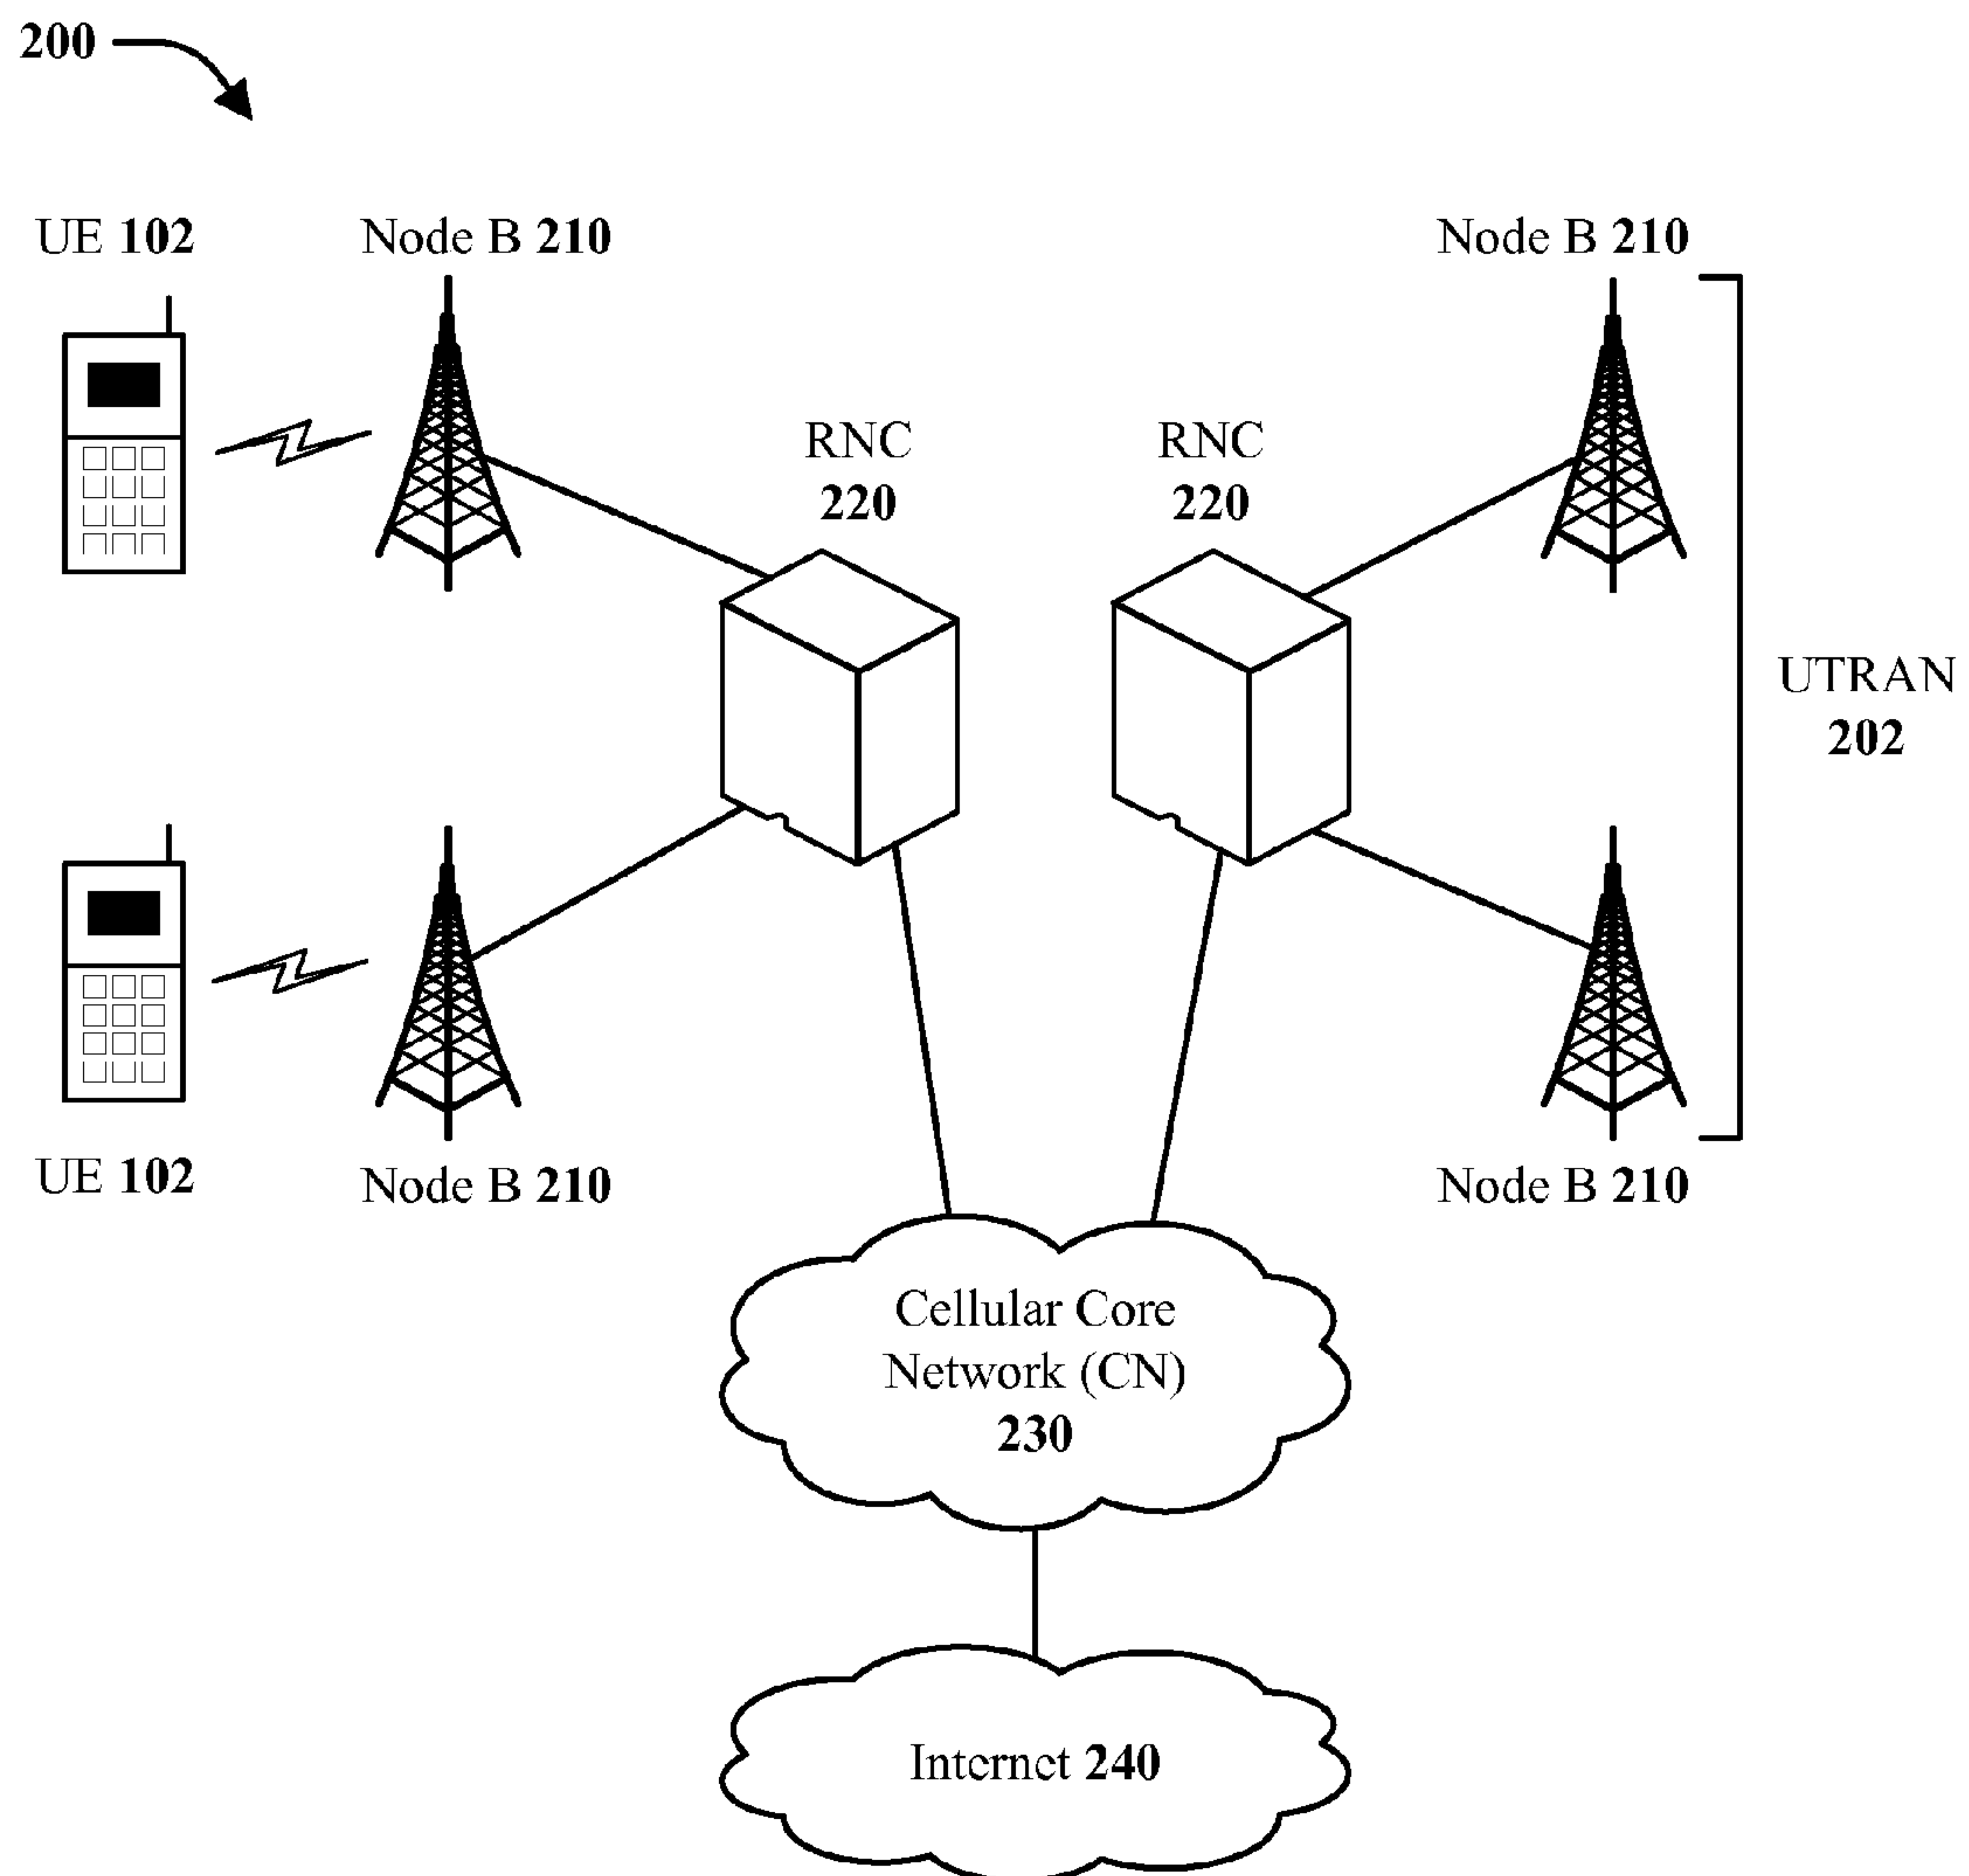 200
UE 102
Node B 210
Node B 210
RNC
220
RNC
220
UTRAN
202
UE 102
Node B 210
Node B 210
Cellular Core
Network (CN)
230
Internet 240